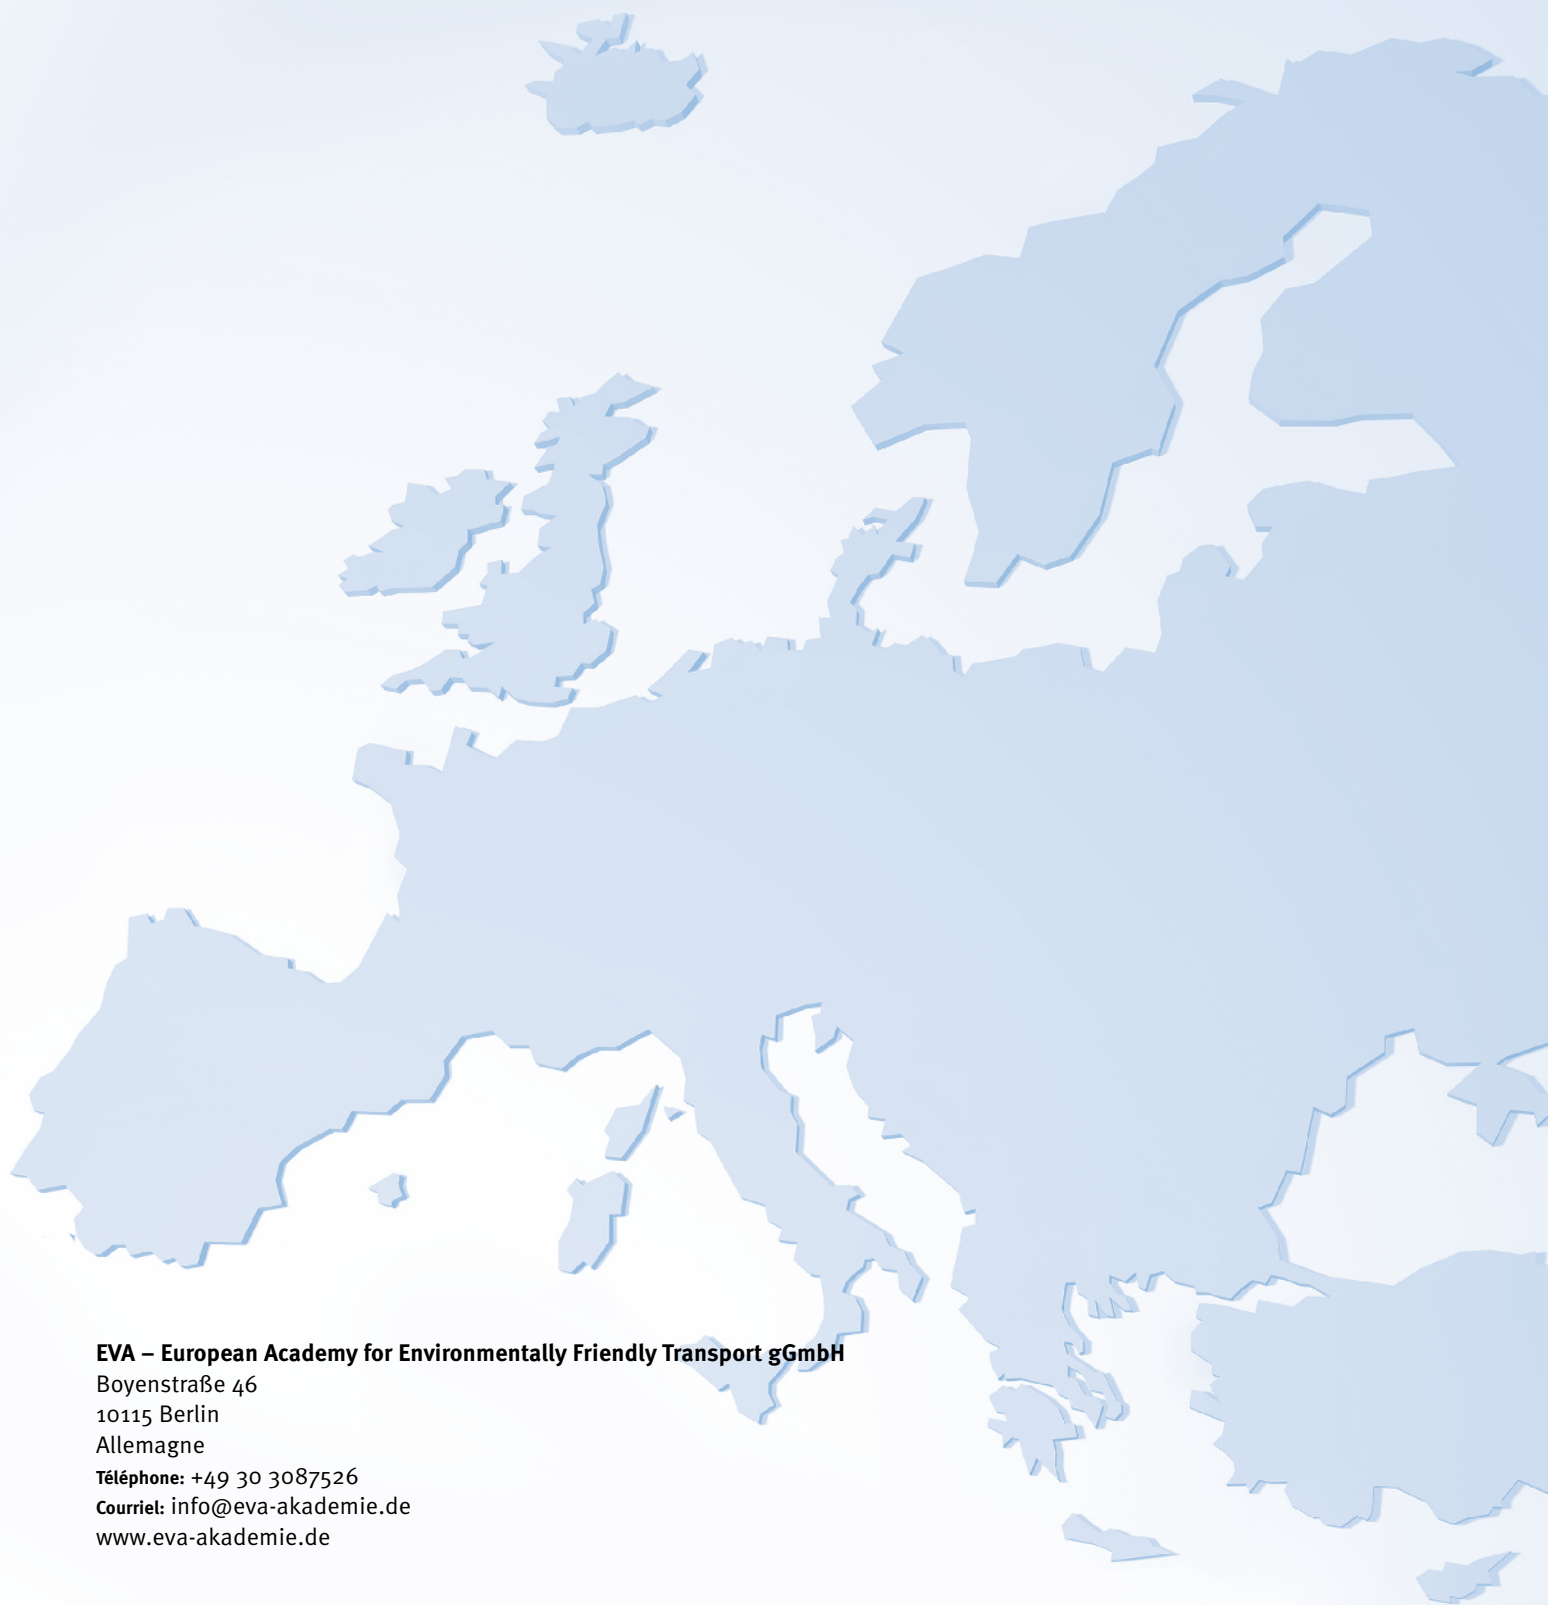 EVA – European Academy for Environmentally Friendly Transport gGmbH
Boyenstraße 46
10115 Berlin
Allemagne
Téléphone: +49 30 3087526
Courriel: info@eva-akademie.de
www.eva-akademie.de